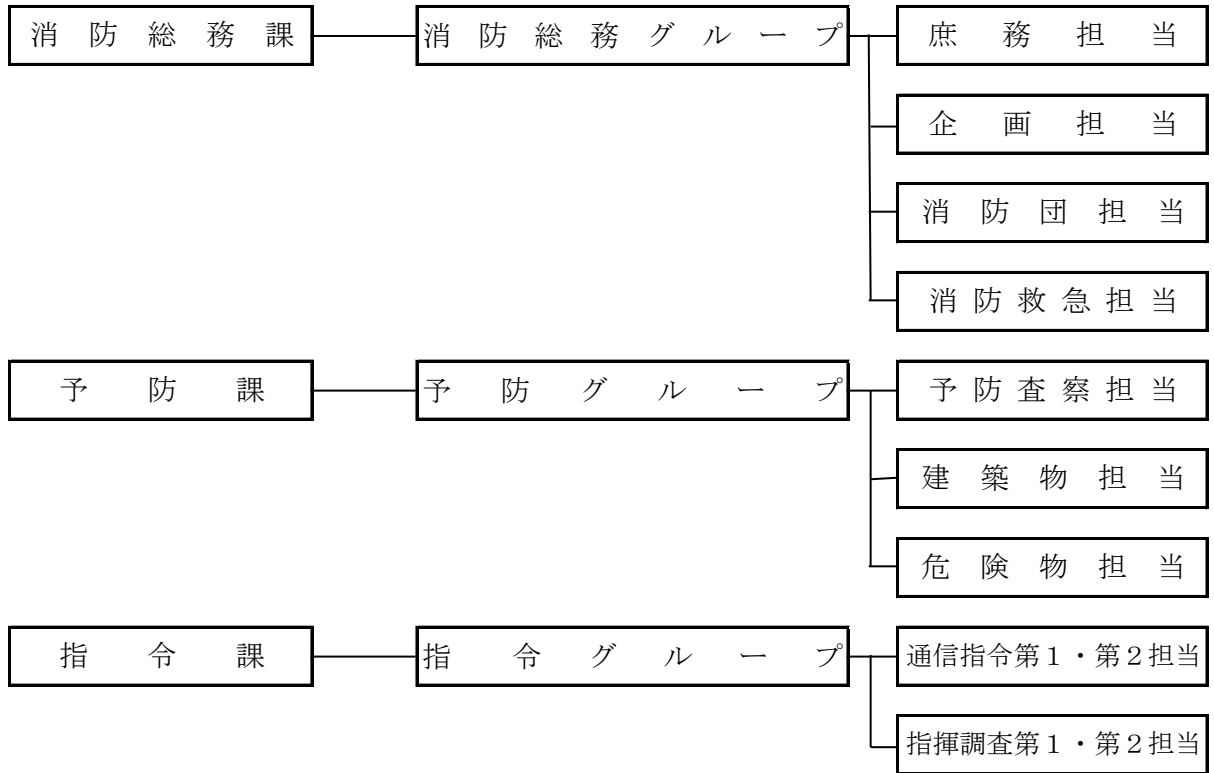 消防総務課 消防総務グループ 庶務担当
企画担当
消防団担当
消防救急担当
予防課 予防グループ 予防査察担当
建築物担当
危険物担当
指令課 指令グループ 通信指令第１・第２担当
指揮調査第１・第２担当